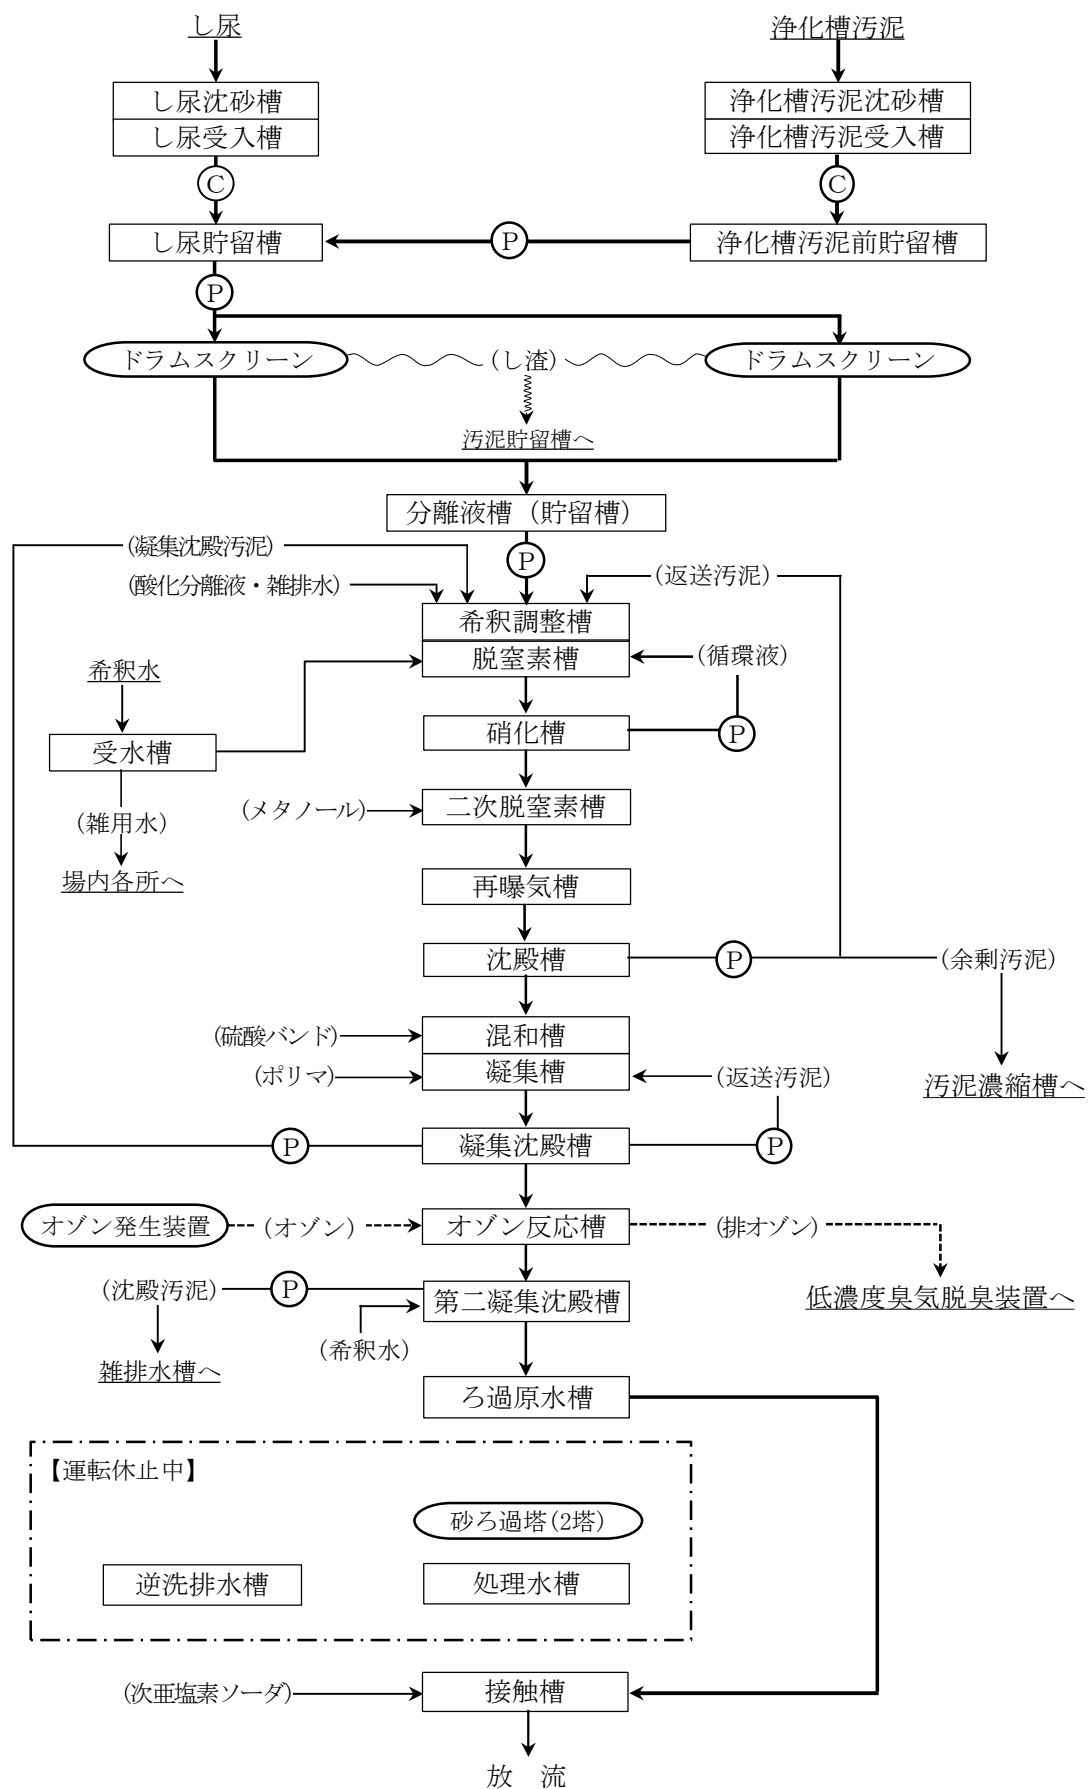 し尿
浄化槽汚泥
し尿沈砂槽
浄化槽汚泥沈砂槽
し尿受入槽
浄化槽汚泥受入槽
C
C
し尿貯留槽
P
浄化槽汚泥前貯留槽
P
ドラムスクリーン
(し渣)
ドラムスクリーン
汚泥貯留槽へ
分離液槽（貯留槽）
(凝集沈殿汚泥)
P
(酸化分離液・雑排水)
(返送汚泥)
希釈調整槽
脱窒素槽
(循環液)
希釈水
硝化槽
P
受水槽
(メタノール)
二次脱窒素槽
(雑用水)
場内各所へ
再曝気槽
沈殿槽
P
(余剰汚泥)
(硫酸バンド)
混和槽
(ポリマ)
凝集槽
(返送汚泥)
汚泥濃縮槽へ
P
凝集沈殿槽
P
オゾン発生装置
(オゾン)
オゾン反応槽
(排オゾン)
(沈殿汚泥)
P
第二凝集沈殿槽
低濃度臭気脱臭装置へ
(希釈水)
雑排水槽へ
ろ過原水槽
【運転休止中】
砂ろ過塔(2塔)
逆洗排水槽
処理水槽
(次亜塩素ソーダ)
接触槽
放　流